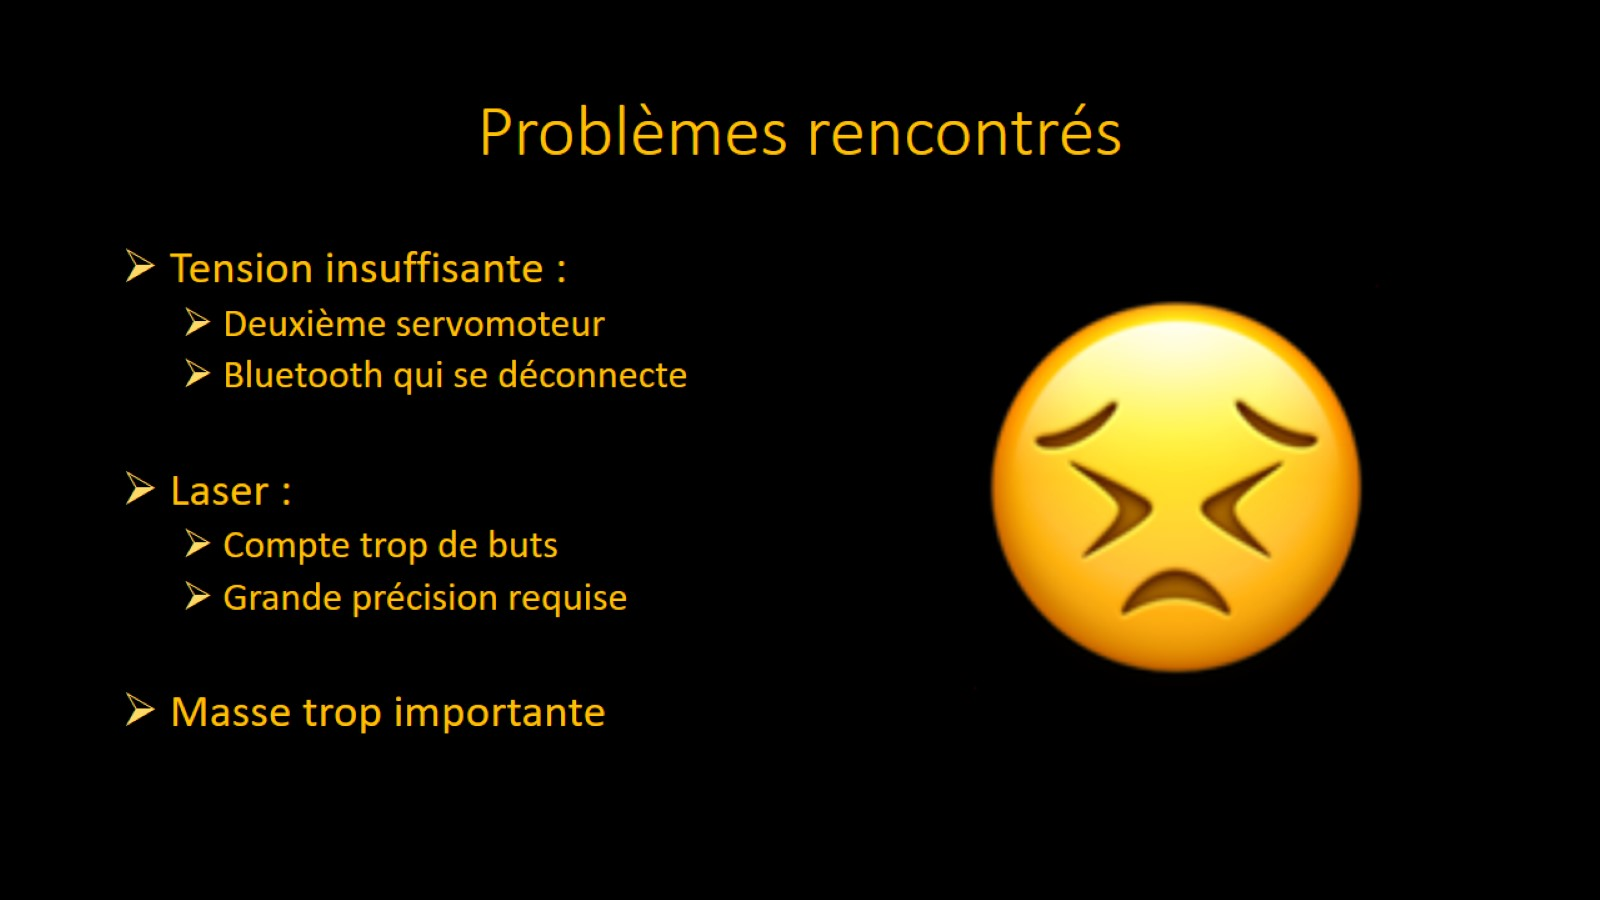 Problèmes rencontrés
Tension insuffisante :
Deuxième servomoteur
Bluetooth qui se déconnecte
Laser :
Compte trop de buts
Grande précision requise
Masse trop importante